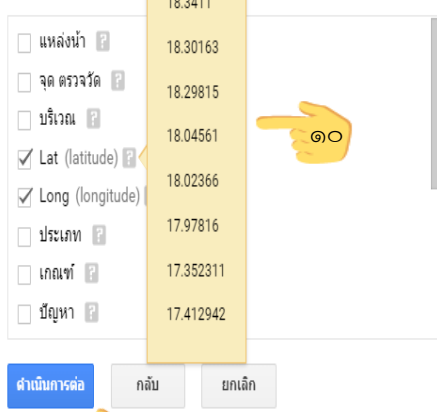 18.3411
แหล่งน้ำ ?
18.30163
จุด ตรวจวัด ?
18.29815
บริเวณ ?
18.04561
๑๐
Lat (latitude) ?
18.02366
Long (longitude)
17.97816
ประเภท ?
เกณฑ์ ?
17.352311
ปัญหา ?
17.412942
ดำเนินการต่อ กลับ ยกเลิก